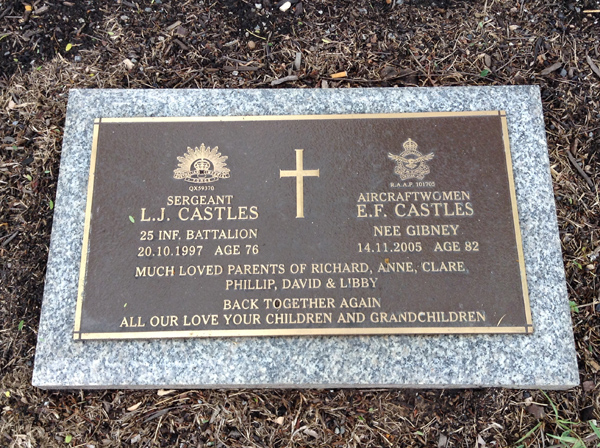 QX59370
SERGEANT
L.J. CASTLES
25 INF. BATTALION
20.10.1997 AGE 76
R.A.A.F. 101705
AIRCRAFTWOMEN
E.F. CASTLES
NEE GIBNEY
14.11.2005 AGE 82
MUCH LOVED PARENTS OF RICHARD, ANNE, CLARE,
PHILLIP, DAVID & LIBBY
BACK TOGETHER AGAIN
ALL OUR LOVE YOUR CHILDREN AND GRANDCHILDREN